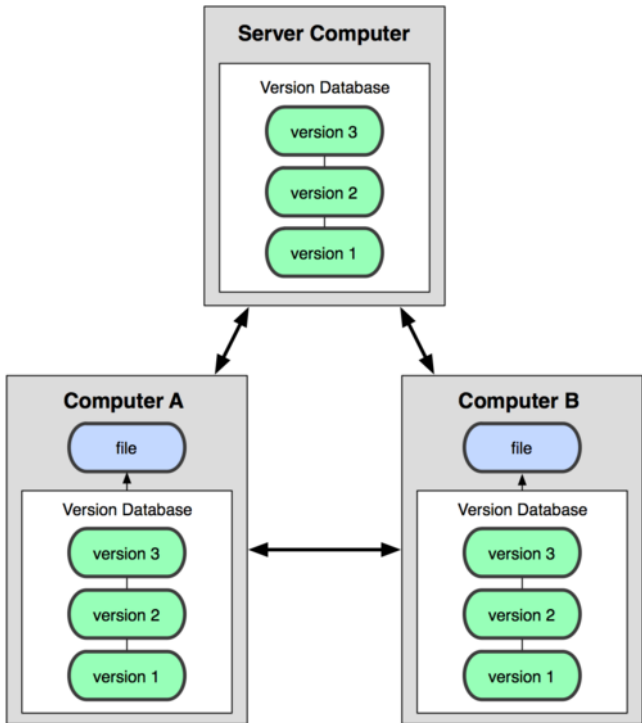 Server Computer
Version Database
version 3
version 2
version 1
Computer A
file
Version Database
version 3
version 2
version 1
Computer B
file
Version Database
version 3
version 2
version 1